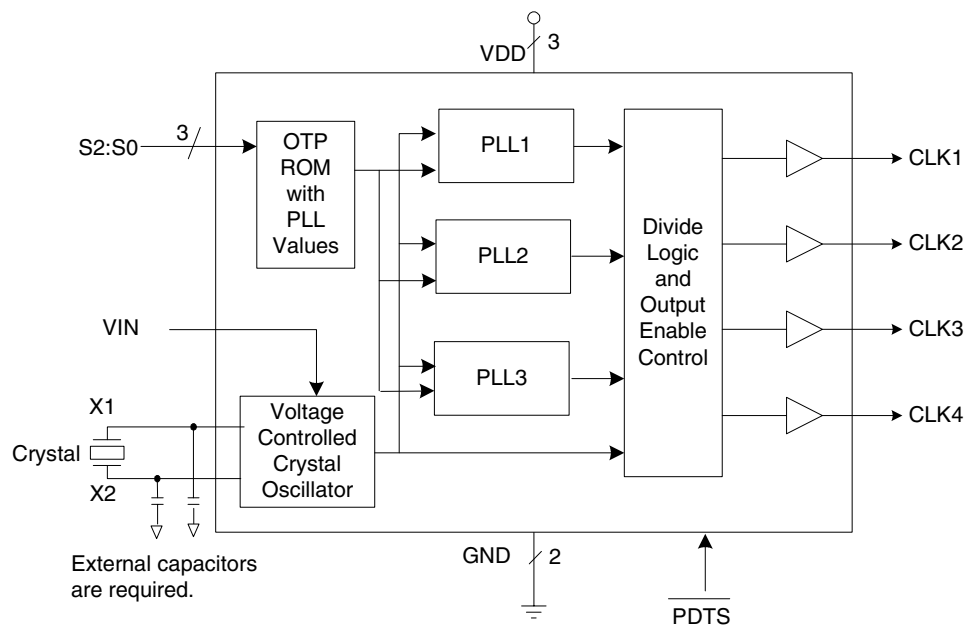 VDD
3
S2:S0
3
OTP
ROM
with
PLL
Values
PLL1
PLL2
PLL3
Divide
Logic
and
Output
Enable
Control
CLK1
CLK2
CLK3
CLK4
VIN
X1
Crystal
X2
Voltage
Controlled
Crystal
Oscillator
External capacitors
are required.
GND
2
PDTS